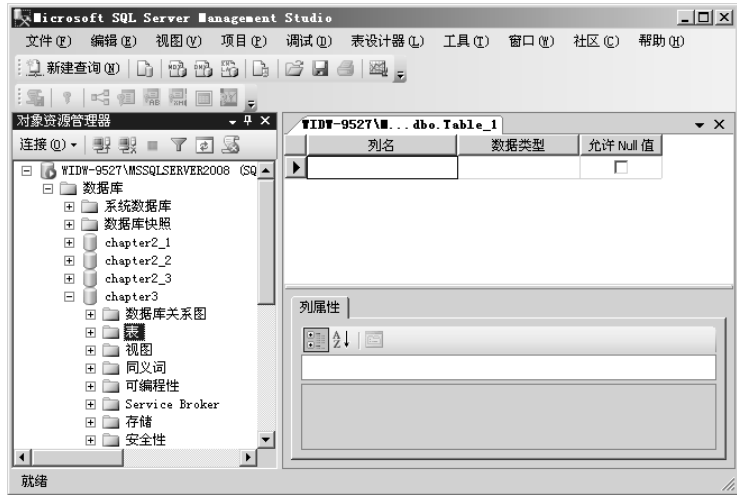 Microsoft SQL Server Management Studio
文件(F) 编辑(E) 视图(V) 项目(P) 调试(D) 表设计器(L) 工具(T) 窗口(W) 社区(C) 帮助(H)
新建查询(N)
对象资源管理器
连接(O)
WIDW-9527\MSSQLSERVER2008 (SQ
数据库
系统数据库
数据库快照
chapter2_1
chapter2_2
chapter2_3
chapter3
数据库关系图
表
视图
同义词
可编程性
Service Broker
存储
安全性
WIDW-9527\M... dbo.Table_1
列名 数据类型 允许 Null 值
列属性
就绪